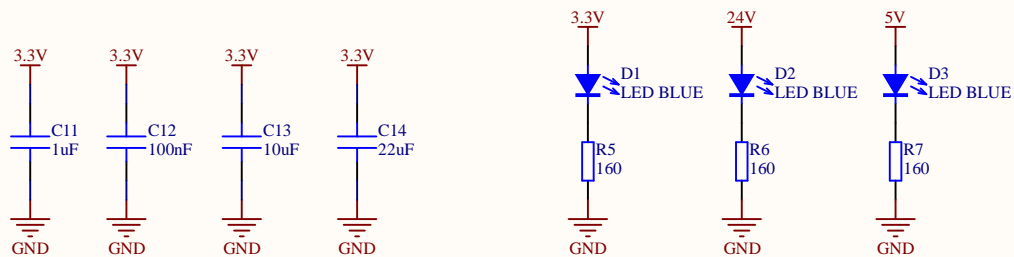 3.3V 24V 5V
3.3V 3.3V 3.3V 3.3V
D1 D2 D3
LED BLUE LED BLUE LED BLUE
C11 C12 C13 C14
1uF 100nF 10uF 22uF
R5 R6 R7
160 160 160
GND GND GND GND GND GND GND